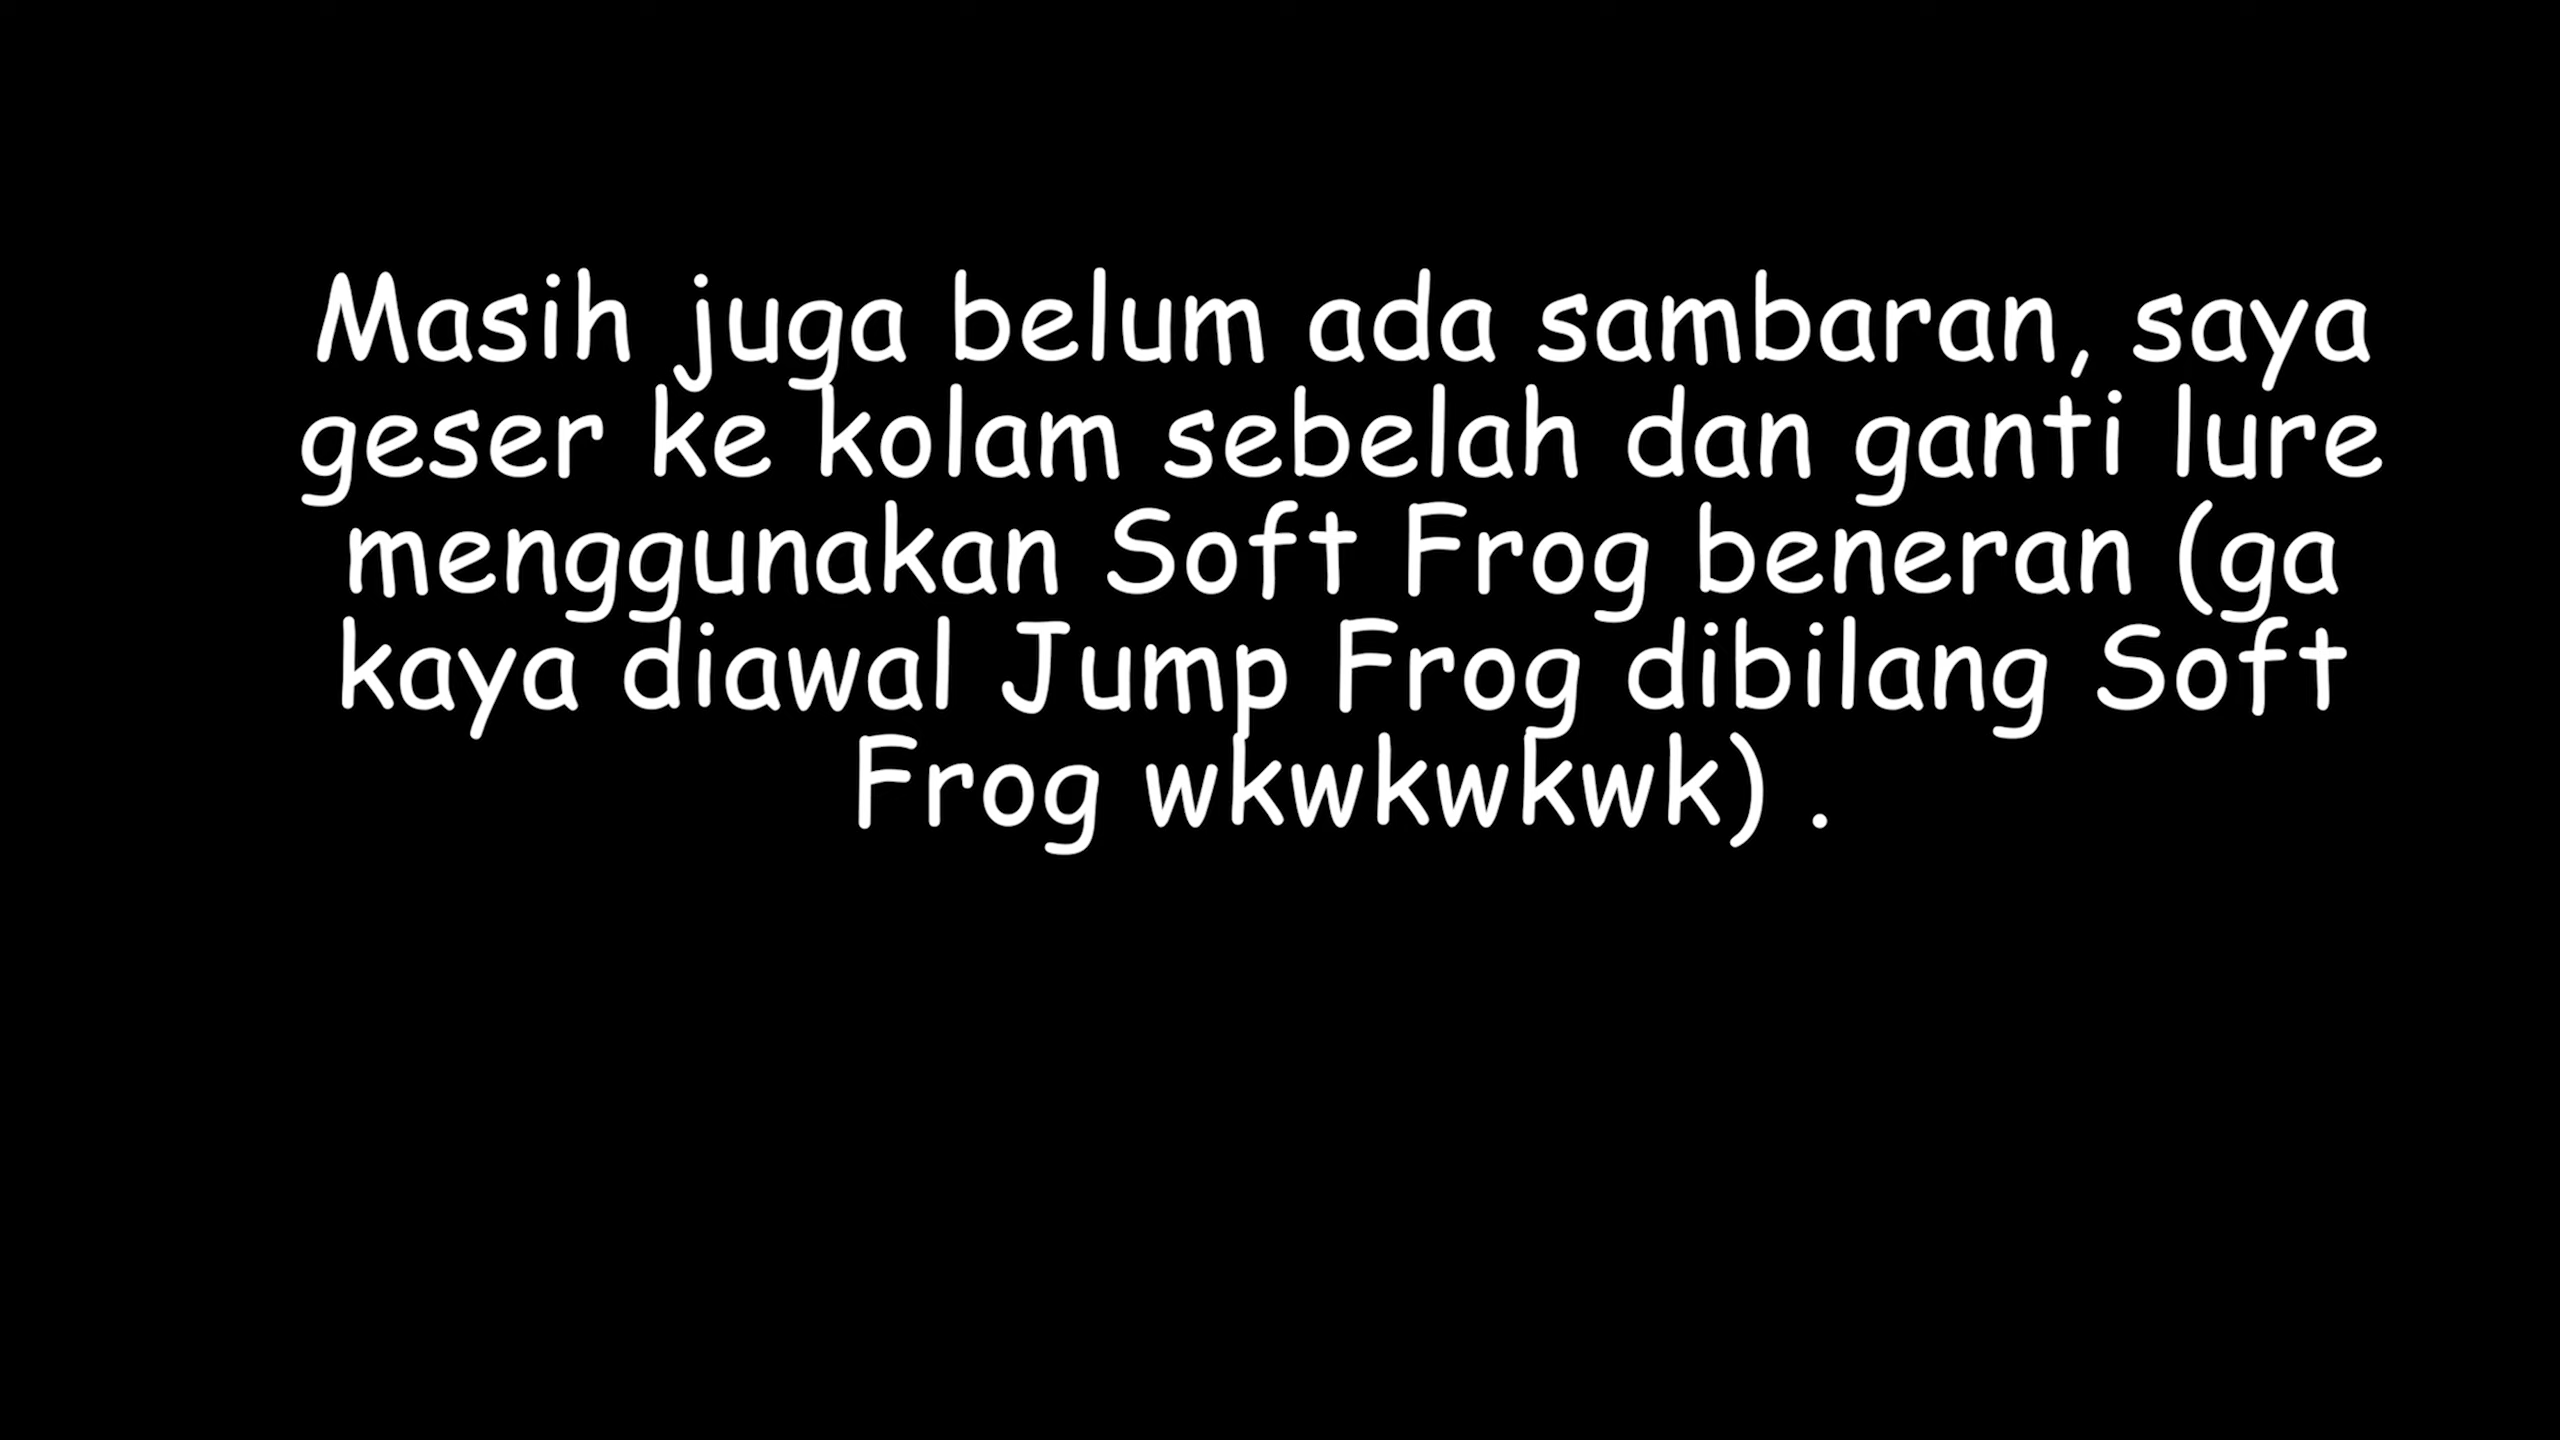 Masih juga belum ada sambaran, saya
geser ke kolam sebelah dan ganti lure
menggunakan Soft Frog beneran (ga
kaya diawal Jump Frog dibilang Soft
Frog wkwkwkwk) .